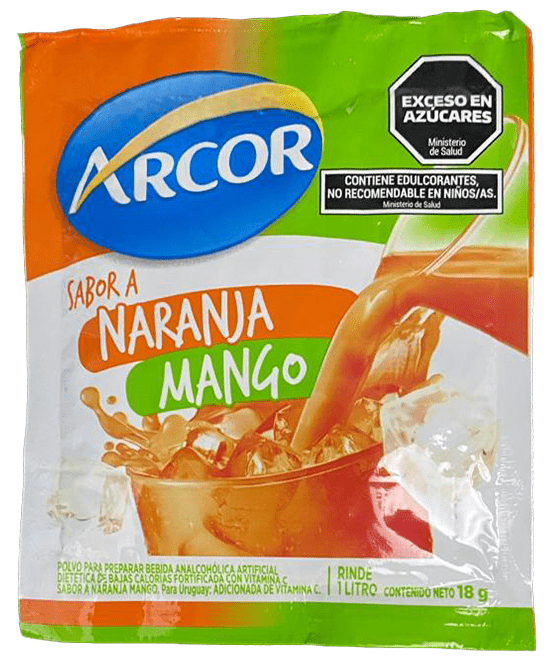 ARCOR
EXCESO EN
AZÚCARES
Ministerio
de Salud
CONTIENE EDULCORANTES,
NO RECOMENDABLE EN NIÑOS/AS.
Ministerio de Salud
SABOR A
NARANJA
MANGO
POLVO PARA PREPARAR BEBIDA ANALCOHÓLICA ARTIFICIAL
DIETÉTICA DE BAJAS CALORÍAS FORTIFICADA CON VITAMINA C
SABOR A NARANJA MANGO. Para Uruguay: ADICIONADA DE VITAMINA C.
RINDE
1 LITRO
CONTENIDO NETO 18 g